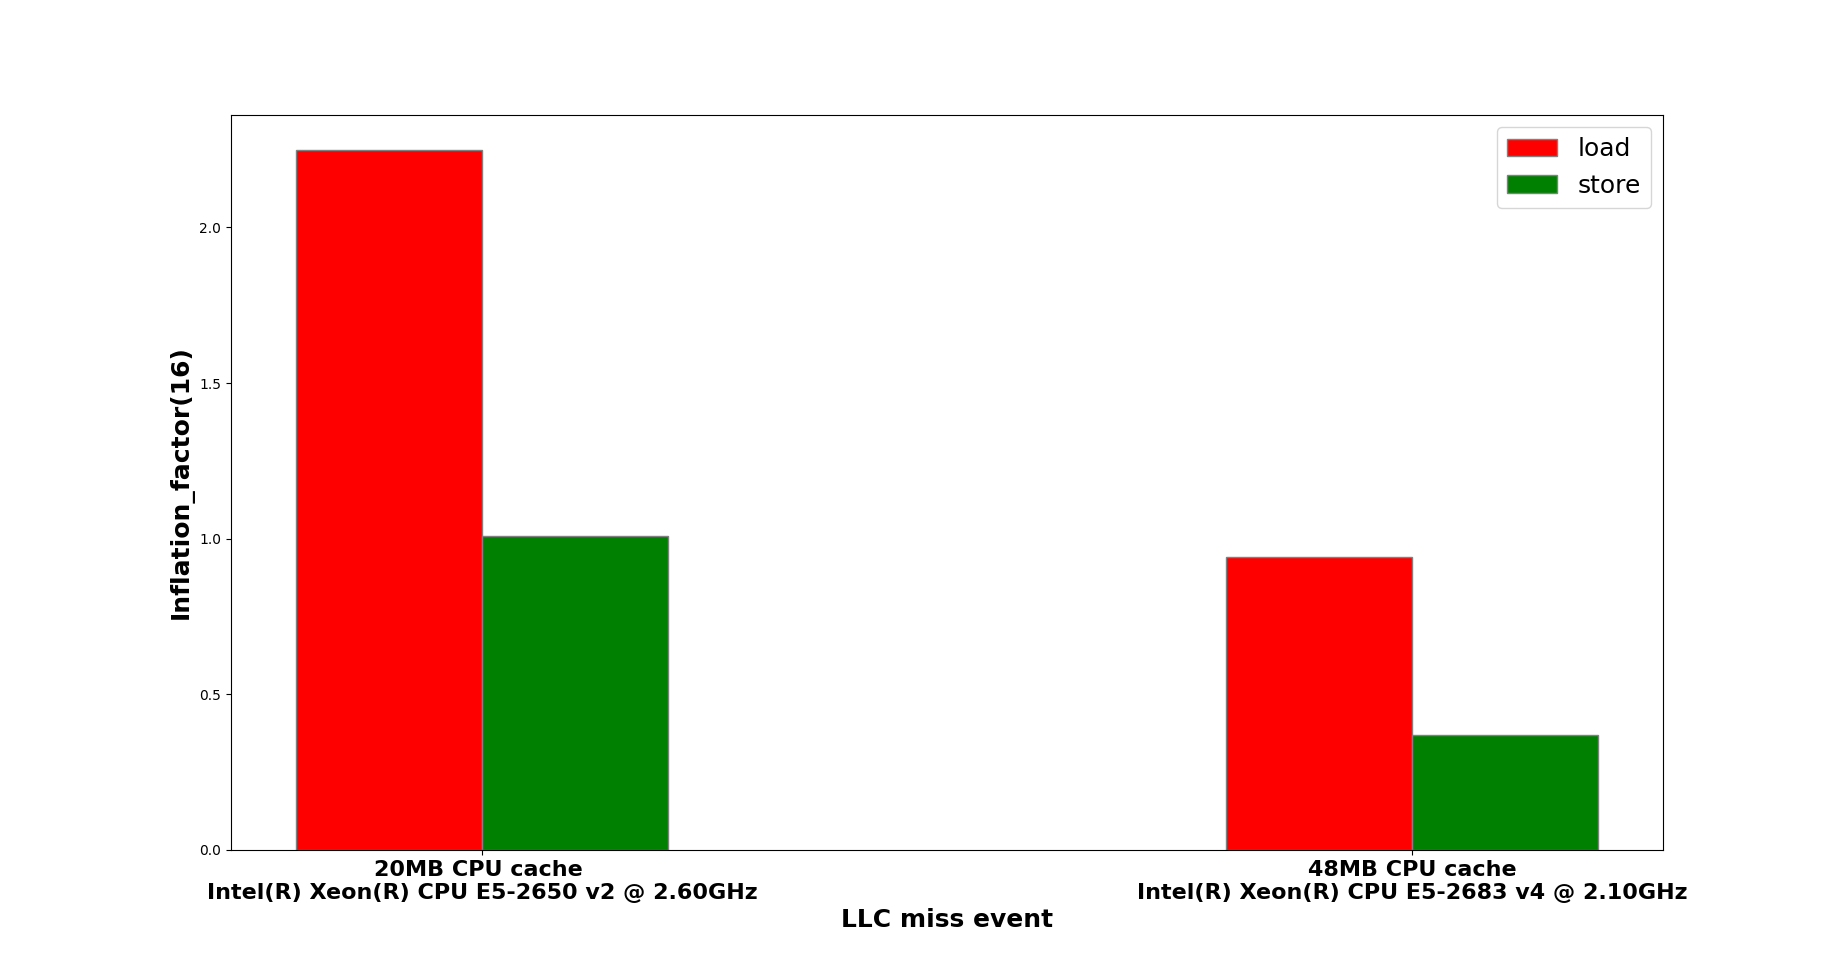 load
store
2.0
1.5
1.0
0.5
0.0
Inflation_factor(16)
20MB CPU cache
Intel(R) Xeon(R) CPU E5-2650 v2 @ 2.60GHz
48MB CPU cache
Intel(R) Xeon(R) CPU E5-2683 v4 @ 2.10GHz
LLC miss event